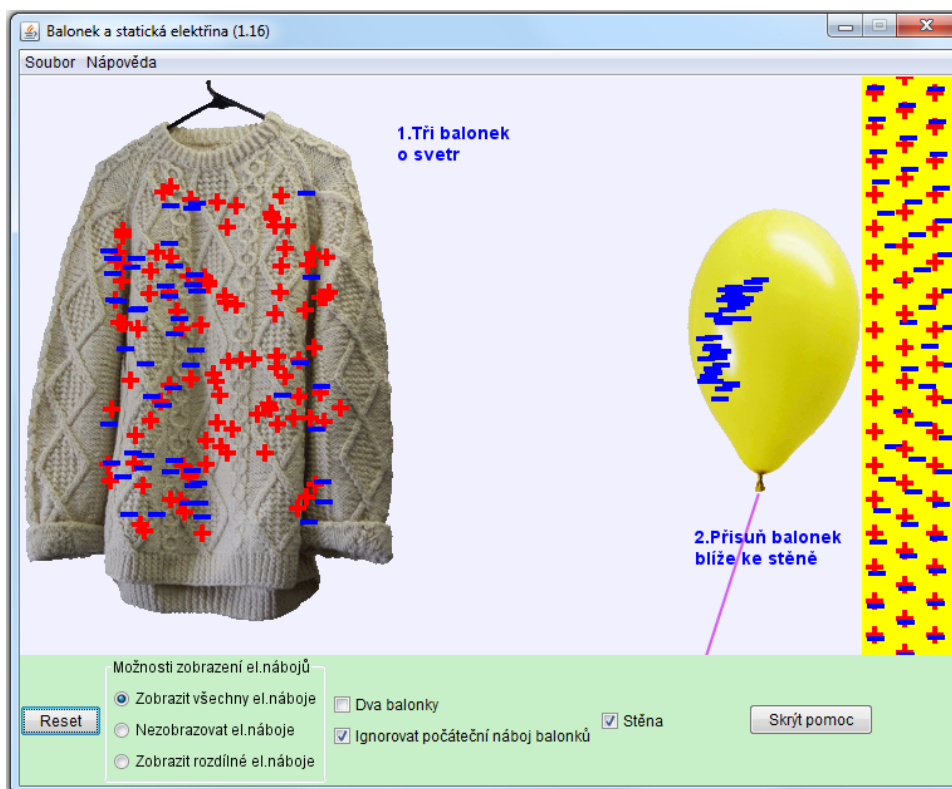 Balonek a statická elektřina (1.16)
Soubor Nápověda
1.Tři balonek
o svetr
2.Přisuň balonek
blíže ke stěně
Možnosti zobrazení el.nábojů
Zobrazit všechny el.náboje
Nezobrazovat el.náboje
Zobrazit rozdílné el.náboje
Reset
Dva balonky
Ignorovat počáteční náboj balonků
Stěna
Skrýt pomoc